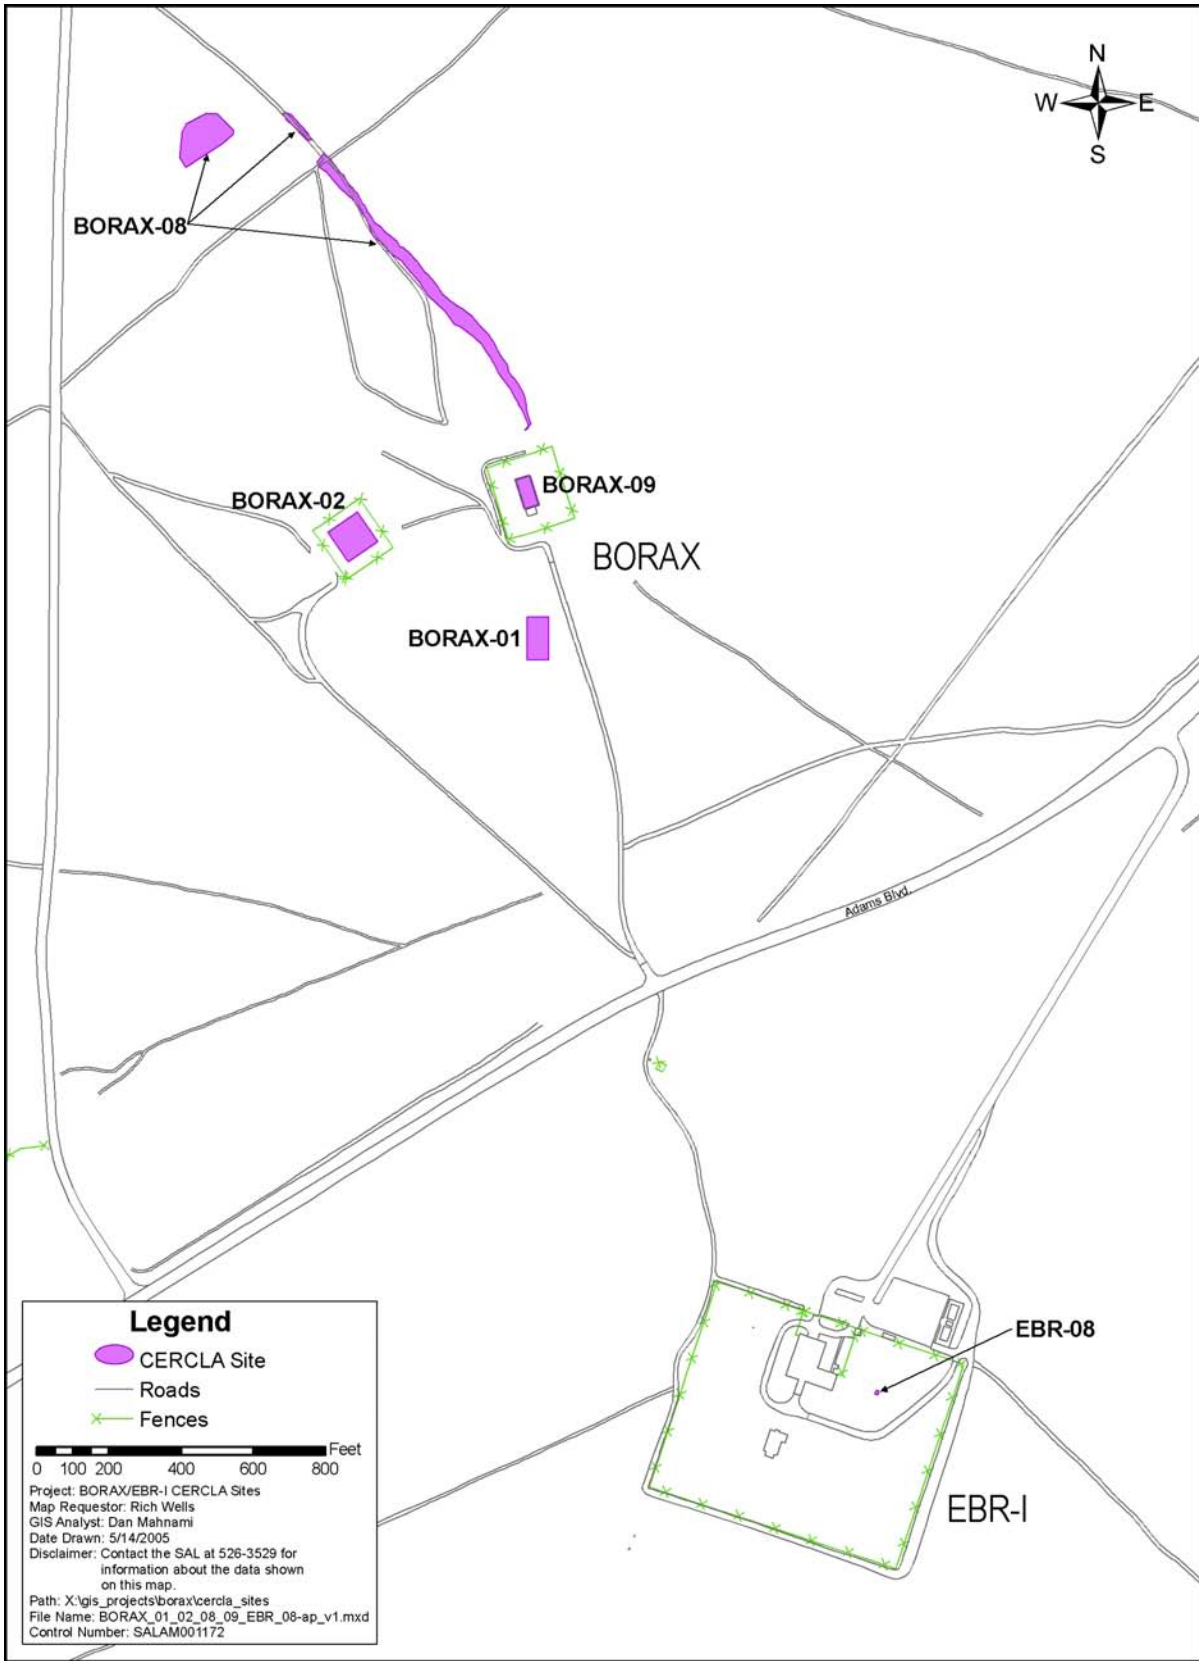 N
W E
S
BORAX-08
BORAX-09
BORAX-02
BORAX
BORAX-01
Adams Blvd.
EBR-08
EBR-I
Legend
CERCLA Site
Roads
Fences
Feet
0 100 200 400 600 800
Project: BORAX/EBR-I CERCLA Sites
Map Requestor: Rich Wells
GIS Analyst: Dan Mahnami
Date Drawn: 5/14/2005
Disclaimer: Contact the SAL at 526-3529 for
information about the data shown
on this map.
Path: X:\gis_projects\borax\cercla_sites
File Name: BORAX_01_02_08_09_EBR_08-ap_v1.mxd
Control Number: SALAM001172